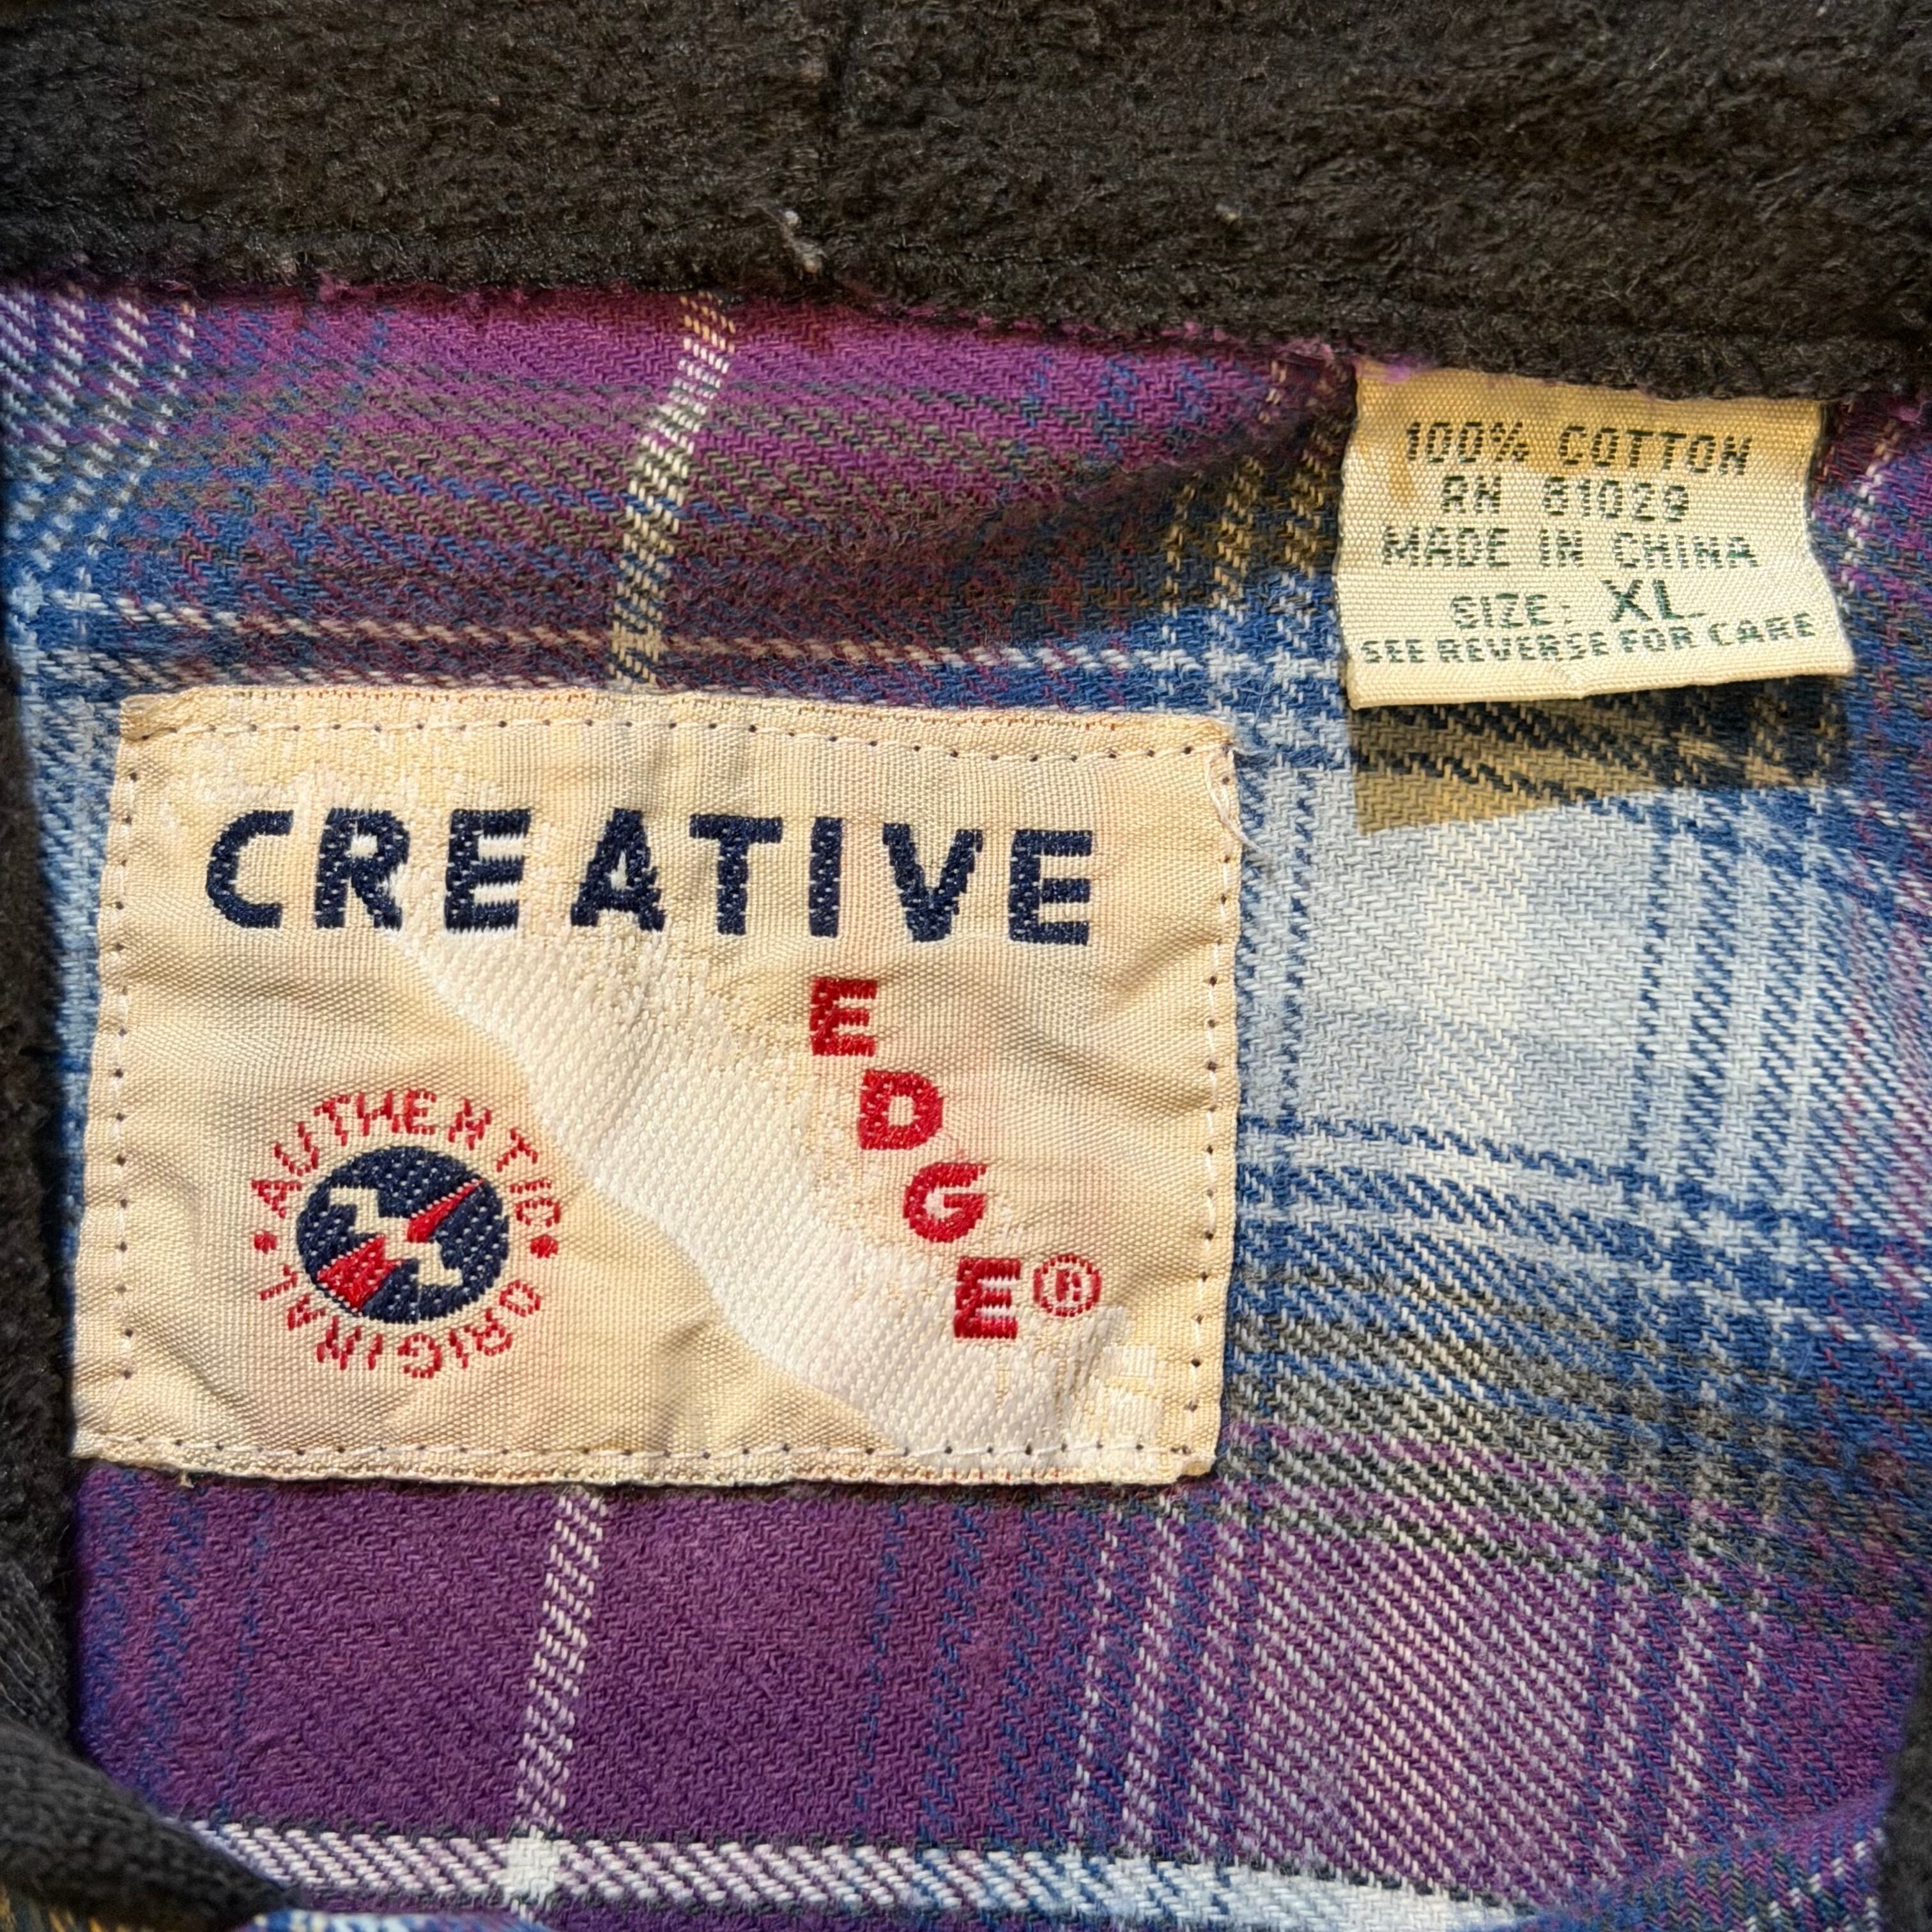 100% COTTON
RN 81029
MADE IN CHINA
SIZE: XL
SEE REVERSE FOR CARE
CREATIVE
EDGE®
• AUTHENTIC • ORIGINAL